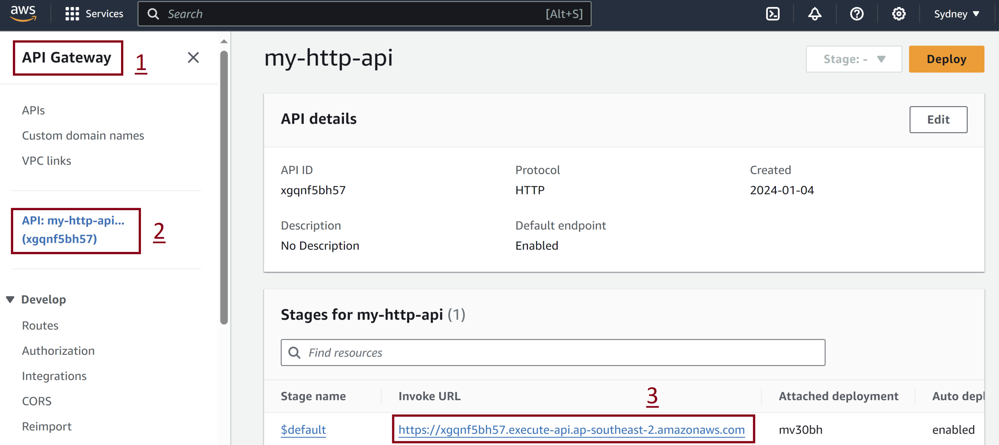 aws
Services
Search
[Alt+S]
Sydney
API Gateway
1
APIs
Custom domain names
VPC links
API: my-http-api...
(xgqnf5bh57)
2
Develop
Routes
Authorization
Integrations
CORS
Reimport
my-http-api
Stage: -
Deploy
API details
Edit
API ID
Protocol
Created
xgqnf5bh57
HTTP
2024-01-04
Description
Default endpoint
No Description
Enabled
Stages for my-http-api (1)
Find resources
Stage name
Invoke URL
3
Attached deployment
Auto depl
$default
https://xgqnf5bh57.execute-api.ap-southeast-2.amazonaws.com
mv30bh
enabled